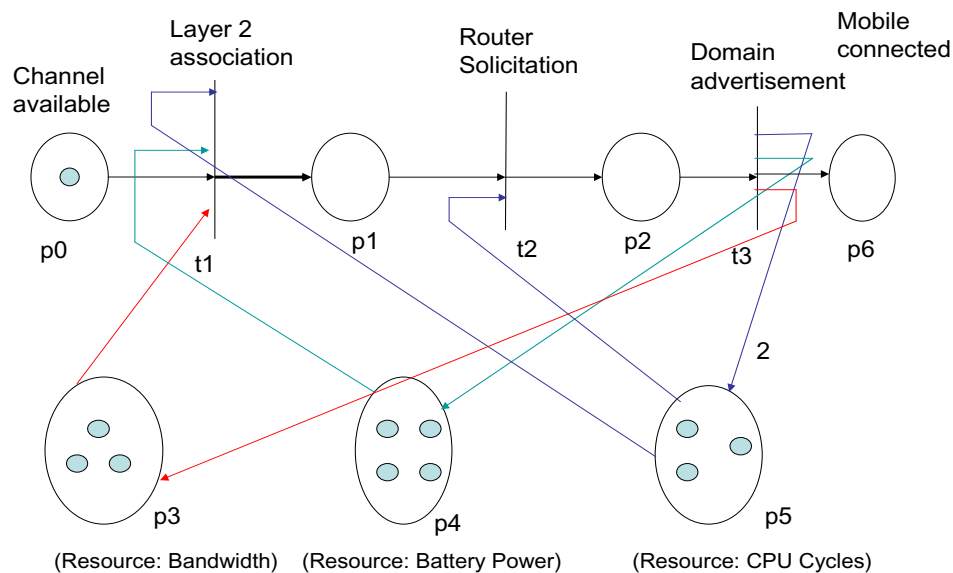 Channel
available
Layer 2
association
Router
Solicitation
Domain
advertisement
Mobile
connected
p0
t1
p1
t2
p2
t3
p6
2
p3
p4
p5
(Resource: Bandwidth)
(Resource: Battery Power)
(Resource: CPU Cycles)